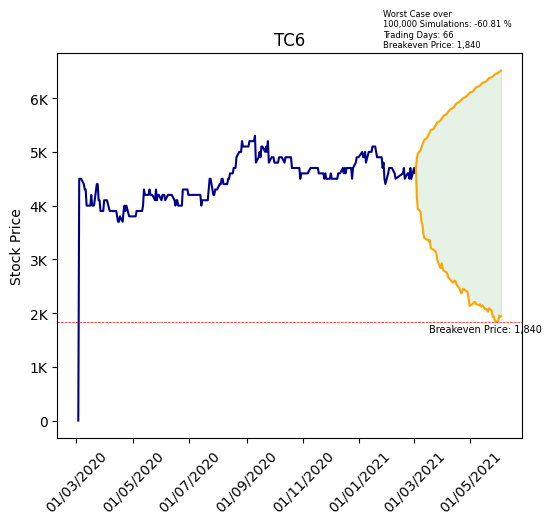 Worst Case over
100,000 Simulations: -60.81 %
Trading Days: 66
Breakeven Price: 1,840
TC6
Stock Price
6K
5K
4K
3K
2K
1K
0
Breakeven Price: 1,840
01/03/2020
01/05/2020
01/07/2020
01/09/2020
01/11/2020
01/01/2021
01/03/2021
01/05/2021